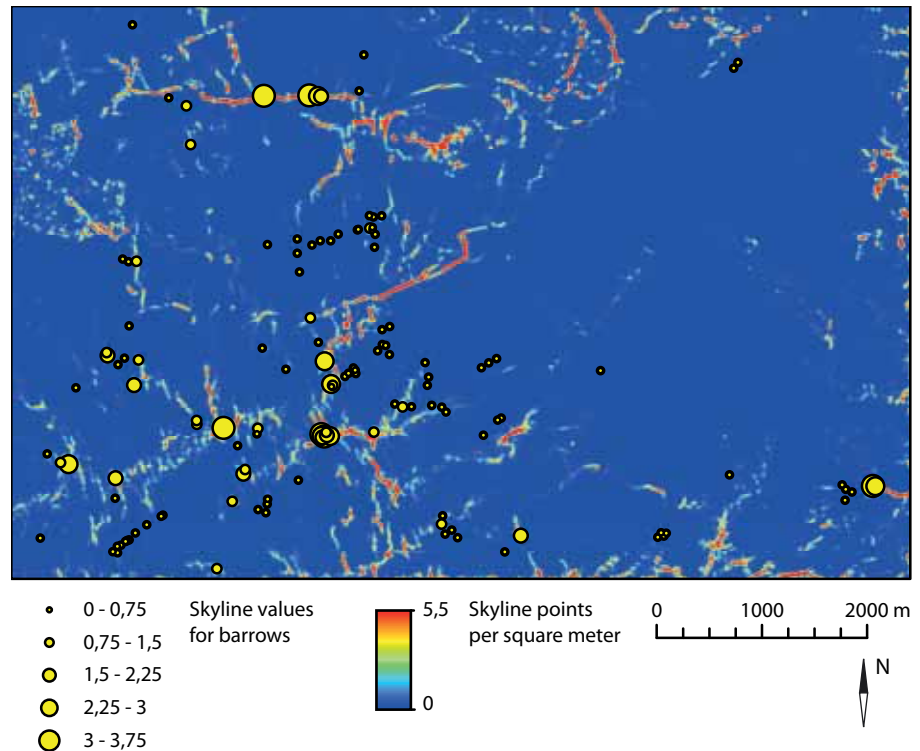 0 - 0,75
0,75 - 1,5
1,5 - 2,25
2,25 - 3
3 - 3,75
Skyline values
for barrows
5,5
0
Skyline points
per square meter
0 1000 2000 m
N